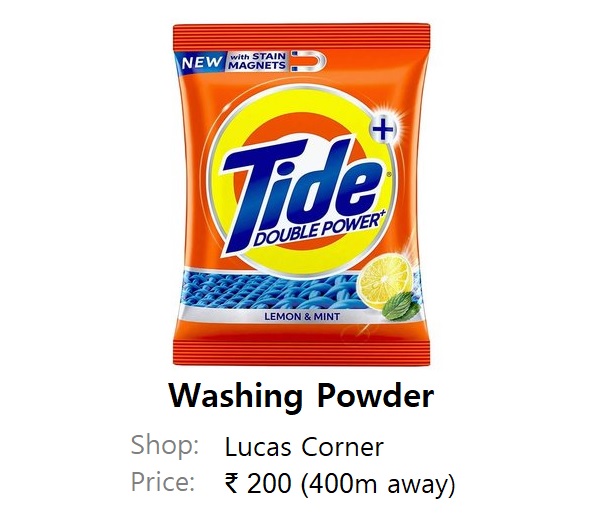 NEW with STAIN MAGNETS
+
Tide®
DOUBLE POWER+
LEMON & MINT
Washing Powder
Shop: Lucas Corner
Price: ₹ 200 (400m away)